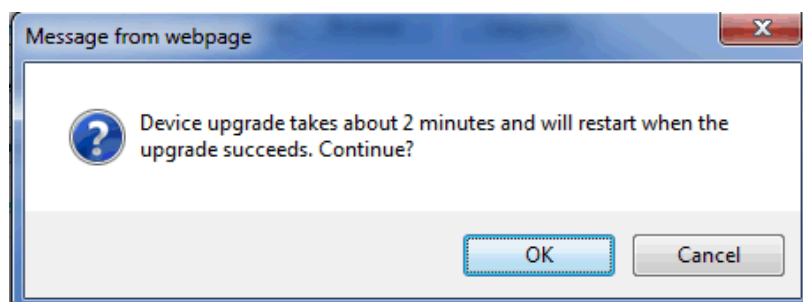 Message from webpage
Device upgrade takes about 2 minutes and will restart when the
upgrade succeeds. Continue?
OK
Cancel